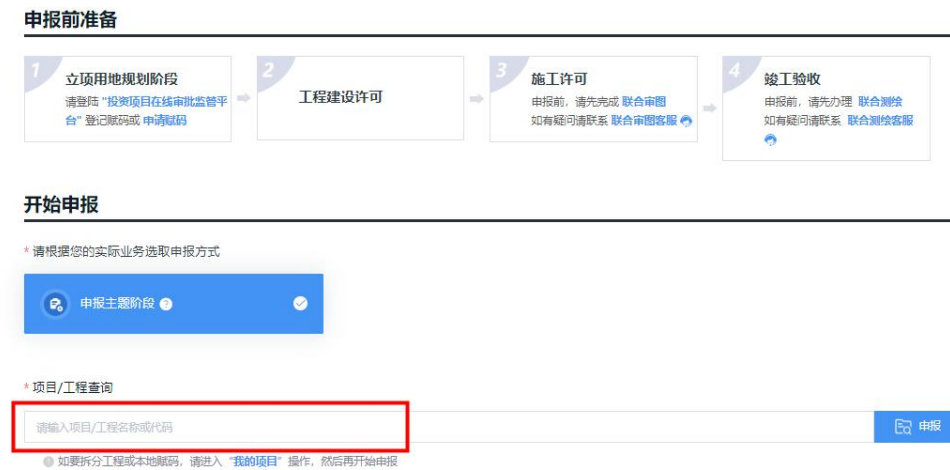 申报前准备
1
立项用地规划阶段
请登陆 "投资项目在线审批监管平
台" 登记赋码或 申请赋码
2
工程建设许可
3
施工许可
申报前，请先完成 联合审图
如有疑问请联系 联合审图客服
4
竣工验收
申报前，请先办理 联合测绘
如有疑问请联系 联合测绘客服
开始申报
* 请根据您的实际业务选取申报方式
申报主题阶段 ?
* 项目/工程查询
请输入项目/工程名称或代码
申报
如要拆分工程或本地赋码，请进入 "我的项目" 操作，然后再开始申报